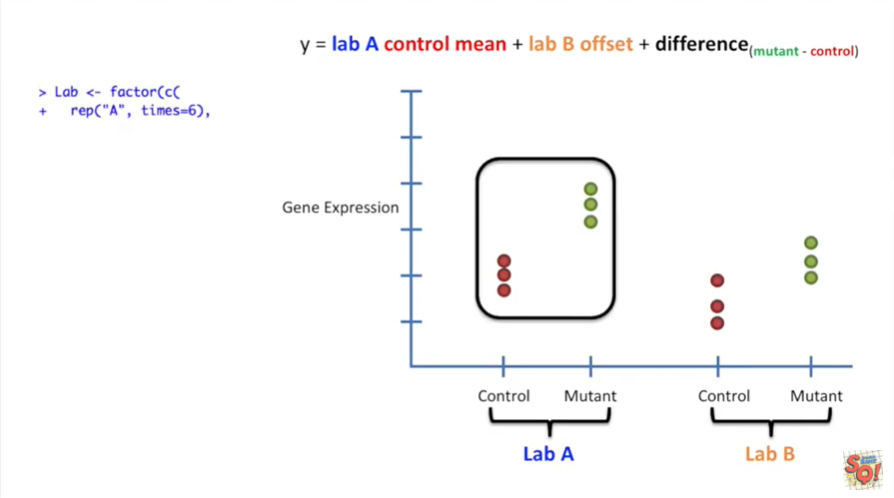 y = lab A control mean + lab B offset + difference(mutant - control)
> Lab <- factor(c(
+   rep("A", times=6),
Gene Expression
Control Mutant Control Mutant
Lab A Lab B
SQ!